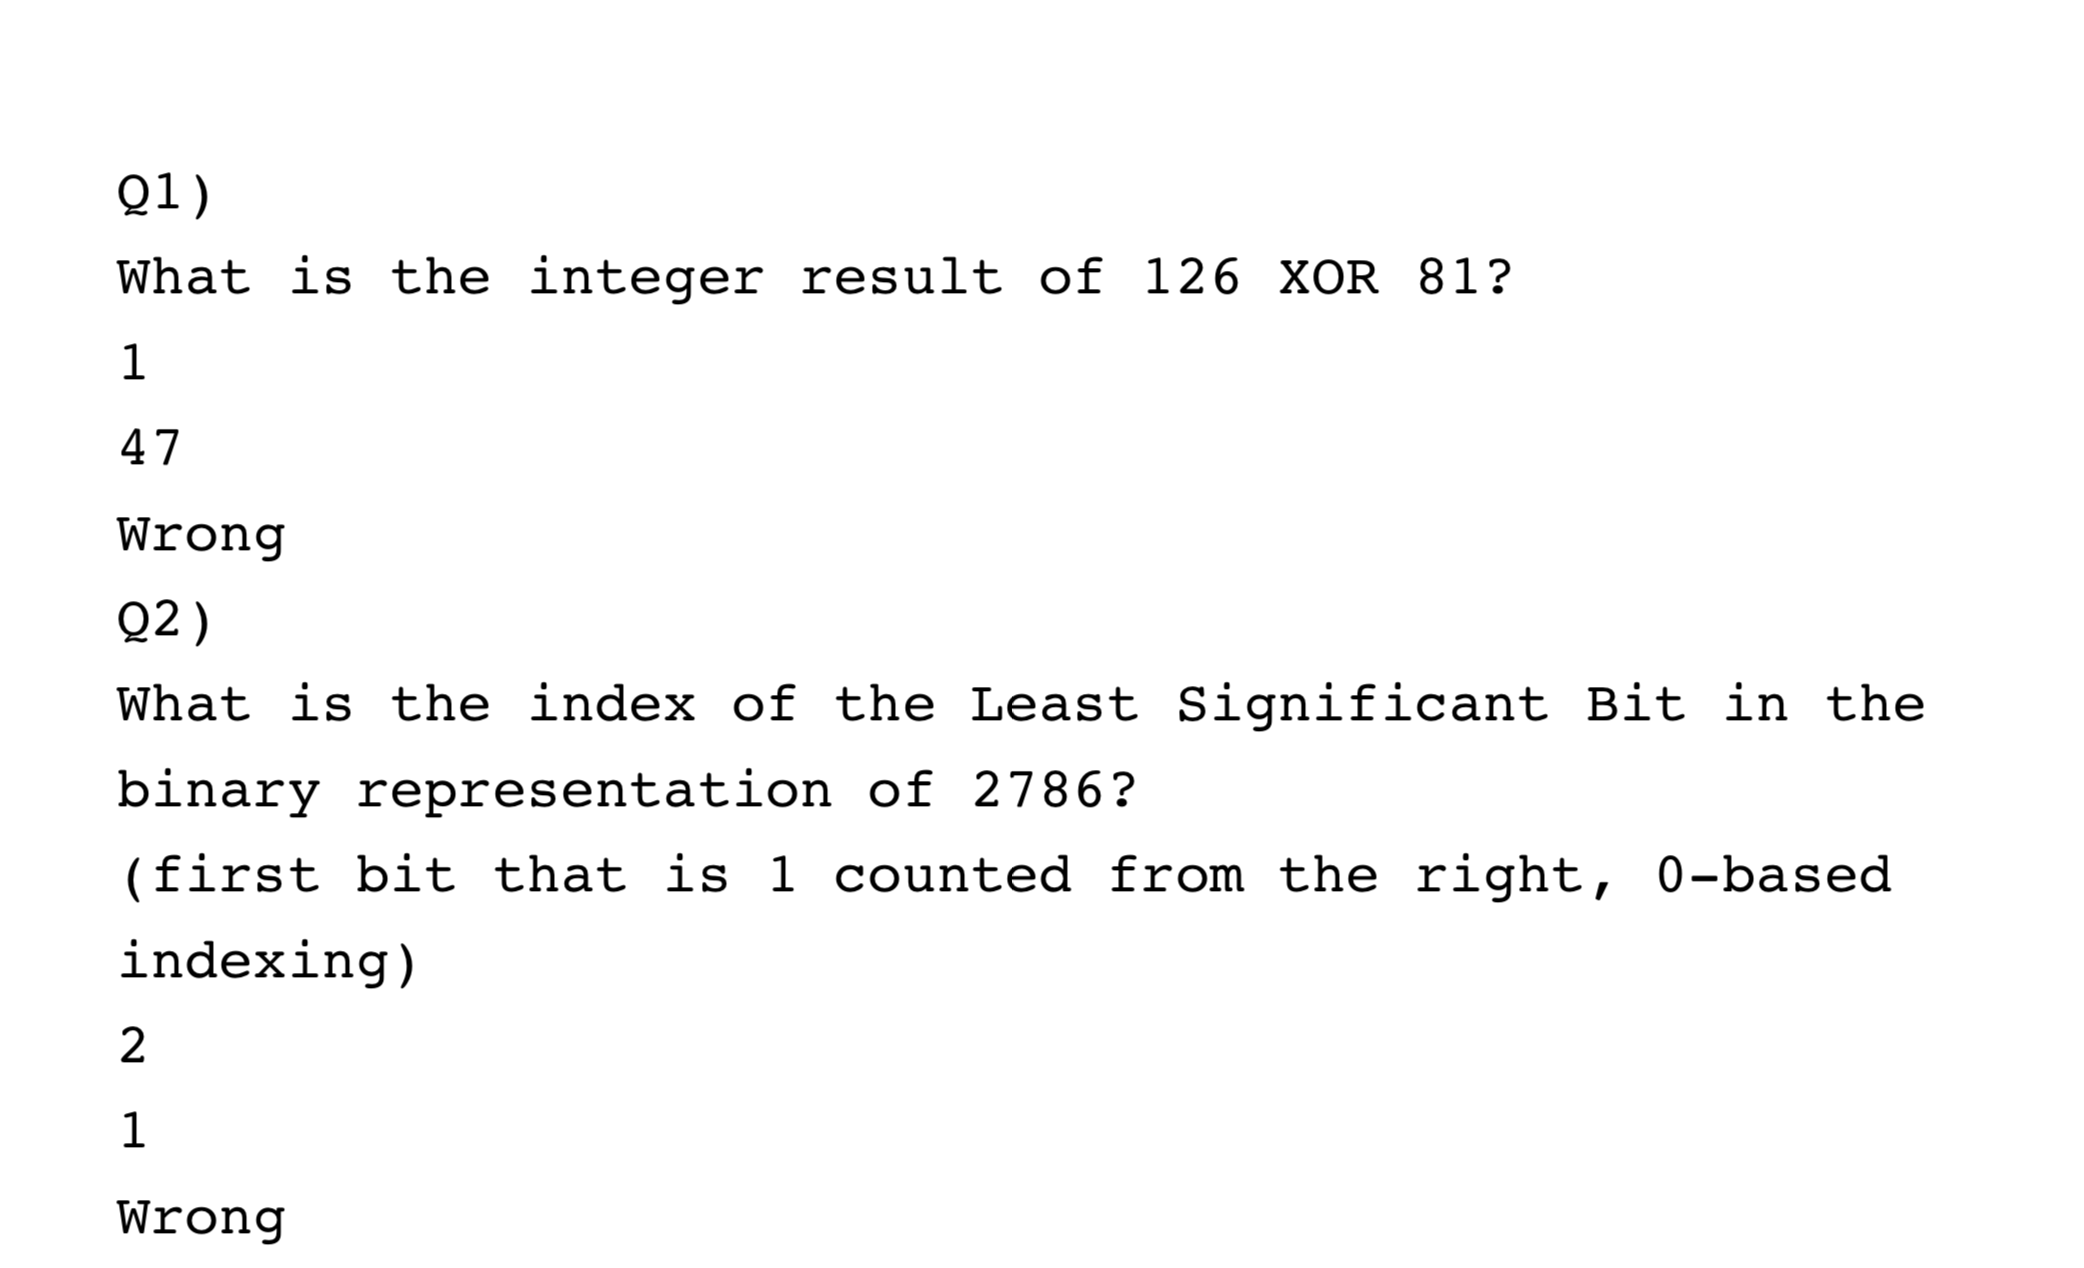 Q1)
What is the integer result of 126 XOR 81?
1
47
Wrong
Q2)
What is the index of the Least Significant Bit in the
binary representation of 2786?
(first bit that is 1 counted from the right, 0-based
indexing)
2
1
Wrong